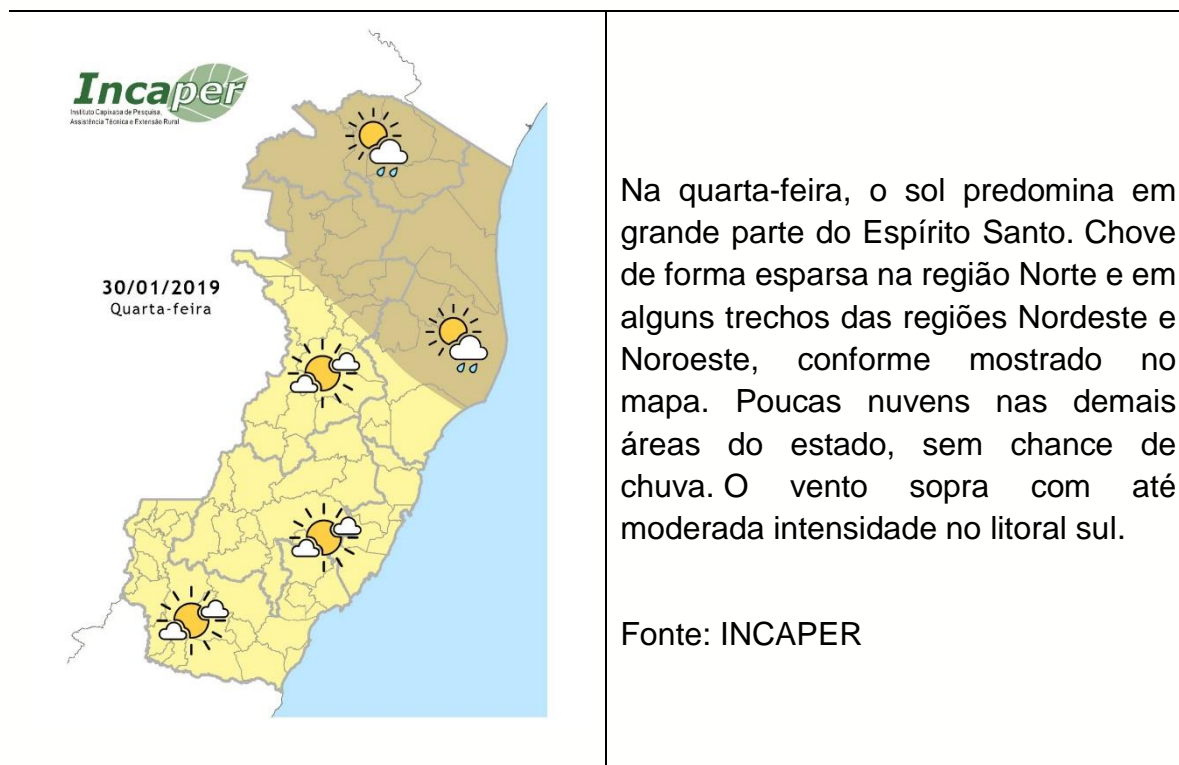 Incaper
Instituto Capixaba de Pesquisa,
Assistência Técnica e Extensão Rural
30/01/2019
Quarta-feira
Na quarta-feira, o sol predomina em
grande parte do Espírito Santo. Chove
de forma esparsa na região Norte e em
alguns trechos das regiões Nordeste e
Noroeste, conforme mostrado no
mapa. Poucas nuvens nas demais
áreas do estado, sem chance de
chuva. O vento sopra com até
moderada intensidade no litoral sul.
Fonte: INCAPER